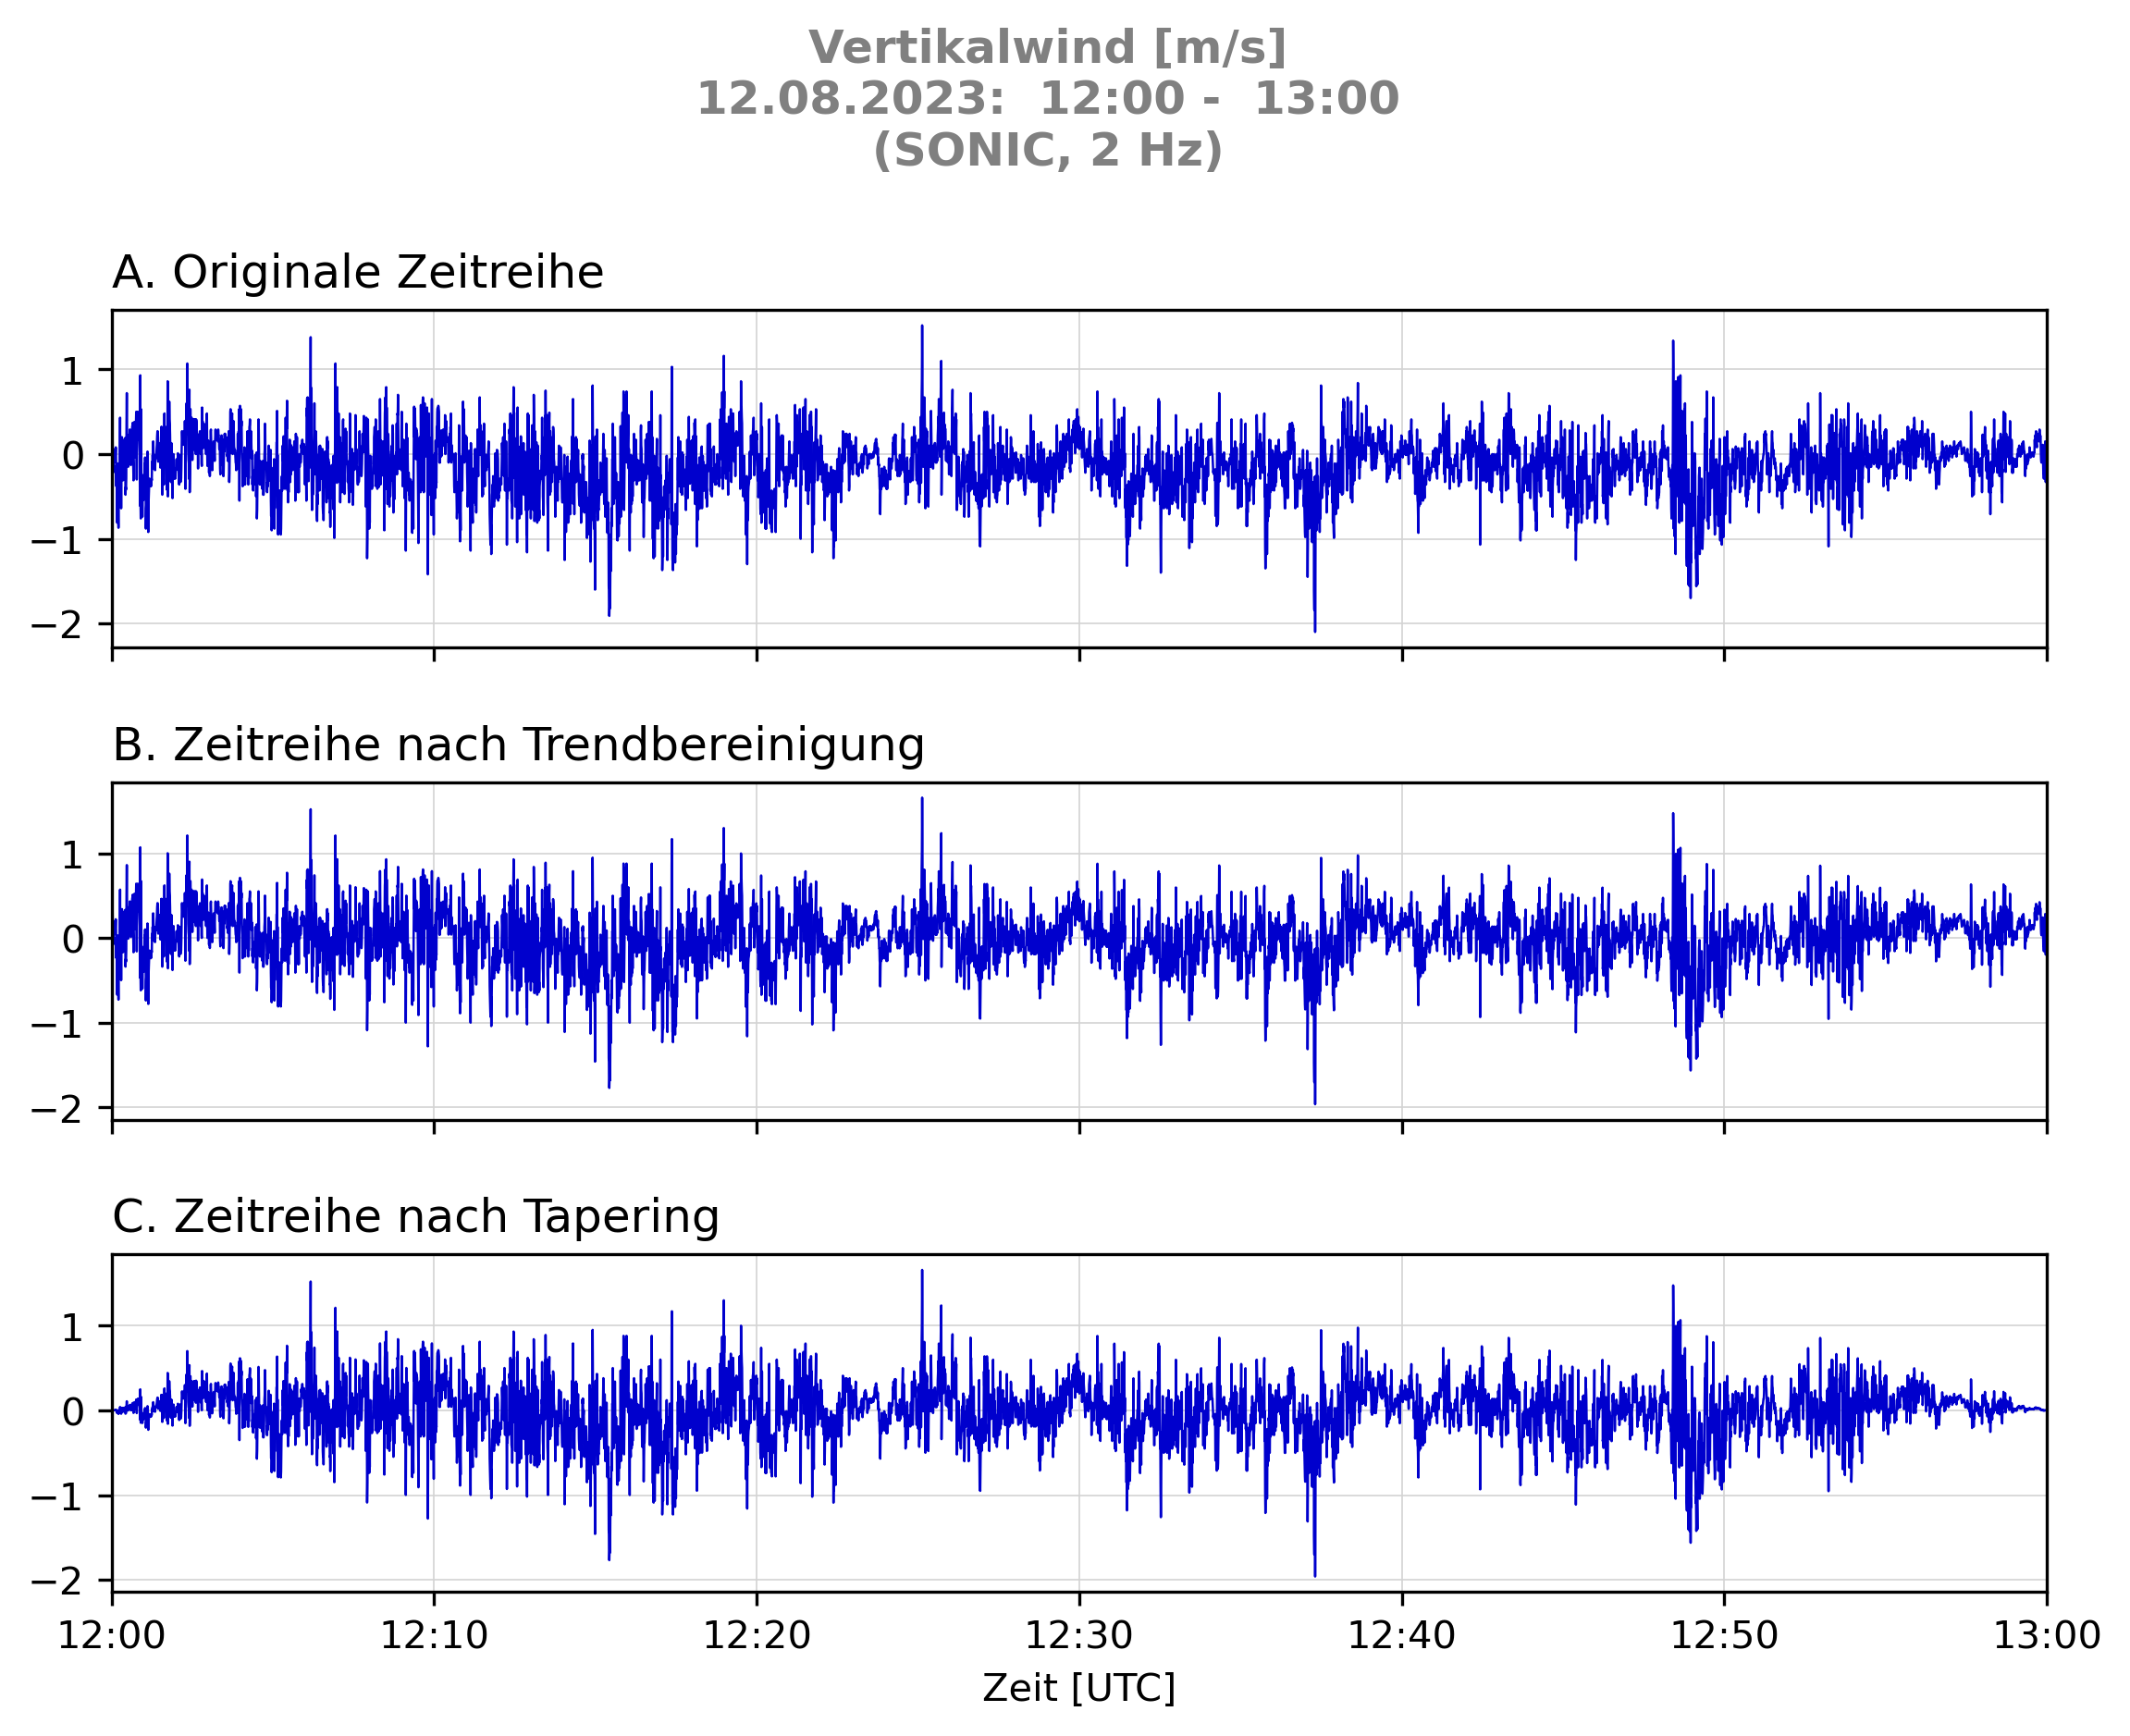 Vertikalwind [m/s]
12.08.2023:  12:00 -  13:00
(SONIC, 2 Hz)
A. Originale Zeitreihe
1
0
−1
−2
B. Zeitreihe nach Trendbereinigung
1
0
−1
−2
C. Zeitreihe nach Tapering
1
0
−1
−2
12:00 12:10 12:20 12:30 12:40 12:50 13:00
Zeit [UTC]